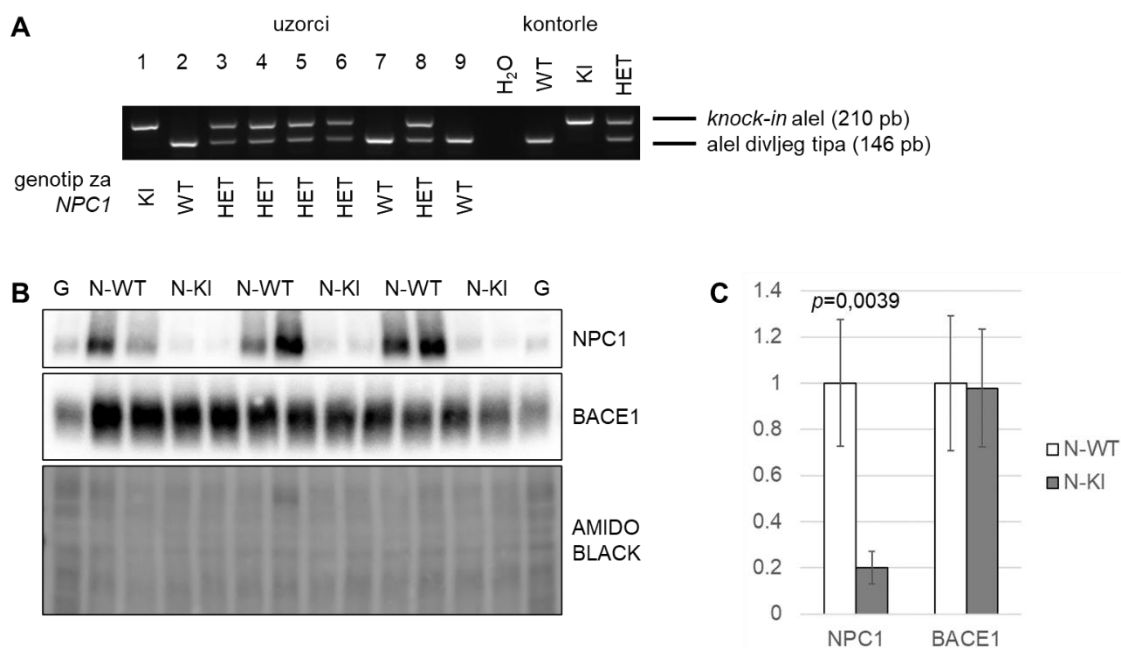 A
uzorci
kontorle
1 2 3 4 5 6 7 8 9 H₂O WT KI HET
knock-in alel (210 pb)
alel divljeg tipa (146 pb)
genotip za
NPC1
KI WT HET HET HET HET WT HET WT
B
G N-WT N-KI N-WT N-KI N-WT N-KI G
NPC1
BACE1
AMIDO
BLACK
C
1.4
p=0,0039
1.2
1
0.8
0.6
0.4
0.2
0
NPC1 BACE1
N-WT
N-KI